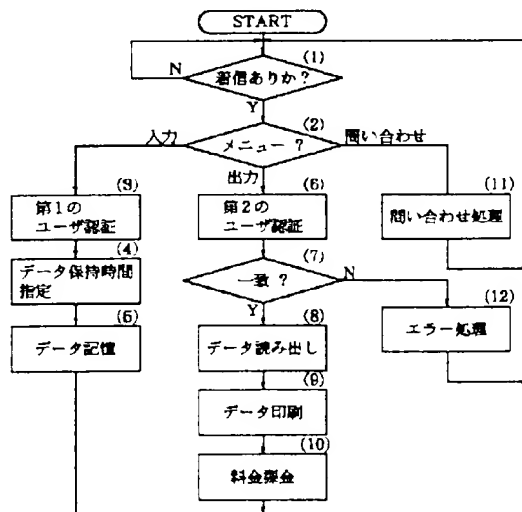 START
(1)
着信ありか?
N
Y
(2)
メニュー ?
入力
問い合わせ
出力
(3)
第1の
ユーザ認証
(6)
第2の
ユーザ認証
(11)
問い合わせ処理
(4)
データ保持時間
指定
(7)
一致 ?
N
Y
(5)
データ記憶
(8)
データ読み出し
(12)
エラー処理
(9)
データ印刷
(10)
料金課金